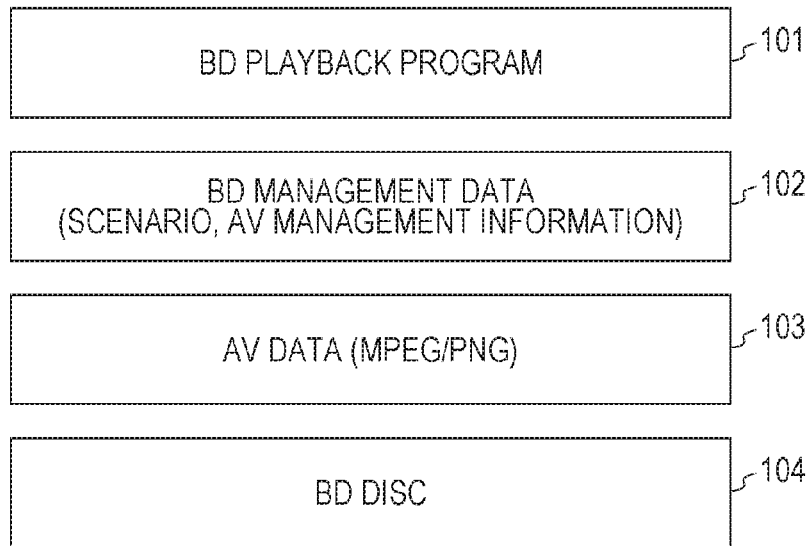 BD PLAYBACK PROGRAM
101
BD MANAGEMENT DATA
(SCENARIO, AV MANAGEMENT INFORMATION)
102
AV DATA (MPEG/PNG)
103
BD DISC
104